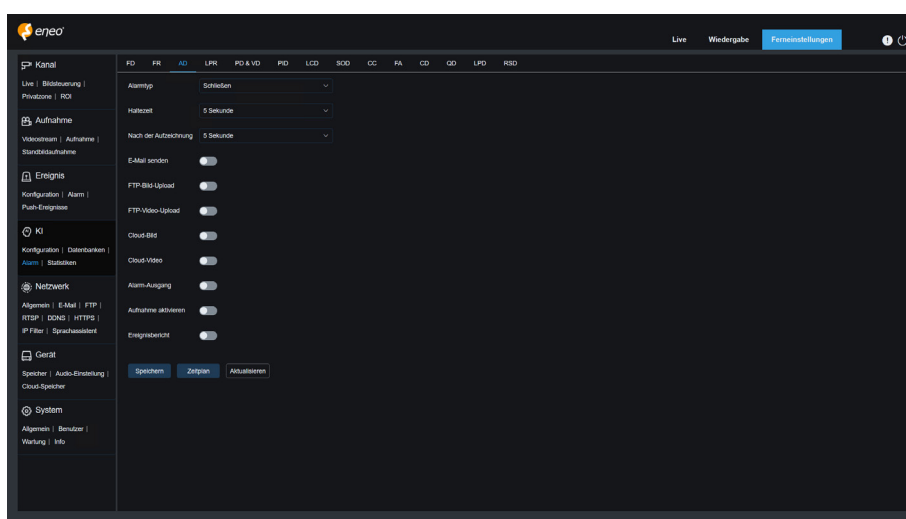 eneo
Live Wiedergabe Ferneinstellungen
Kanal
Live | Bildsteuerung |
Privatzone | ROI
Aufnahme
Videostream | Aufnahme |
Standbildaufnahme
Ereignis
Konfiguration | Alarm |
Push-Ereignisse
KI
Konfiguration | Datenbanken |
Alarm | Statistiken
Netzwerk
Allgemein | E-Mail | FTP |
RTSP | DDNS | HTTPS |
IP Filter | Sprachassistent
Gerät
Speicher | Audio-Einstellung |
Cloud-Speicher
System
Allgemein | Benutzer |
Wartung | Info
FD FR AD LPR PD & VD PID LCD SOD CC FA CD QD LPD RSD
Alarmtyp Schließen
Haltezeit 5 Sekunde
Nach der Aufzeichnung 5 Sekunde
E-Mail senden
FTP-Bild-Upload
FTP-Video-Upload
Cloud-Bild
Cloud-Video
Alarm-Ausgang
Aufnahme aktivieren
Ereignisbericht
Speichern Zeitplan Aktualisieren